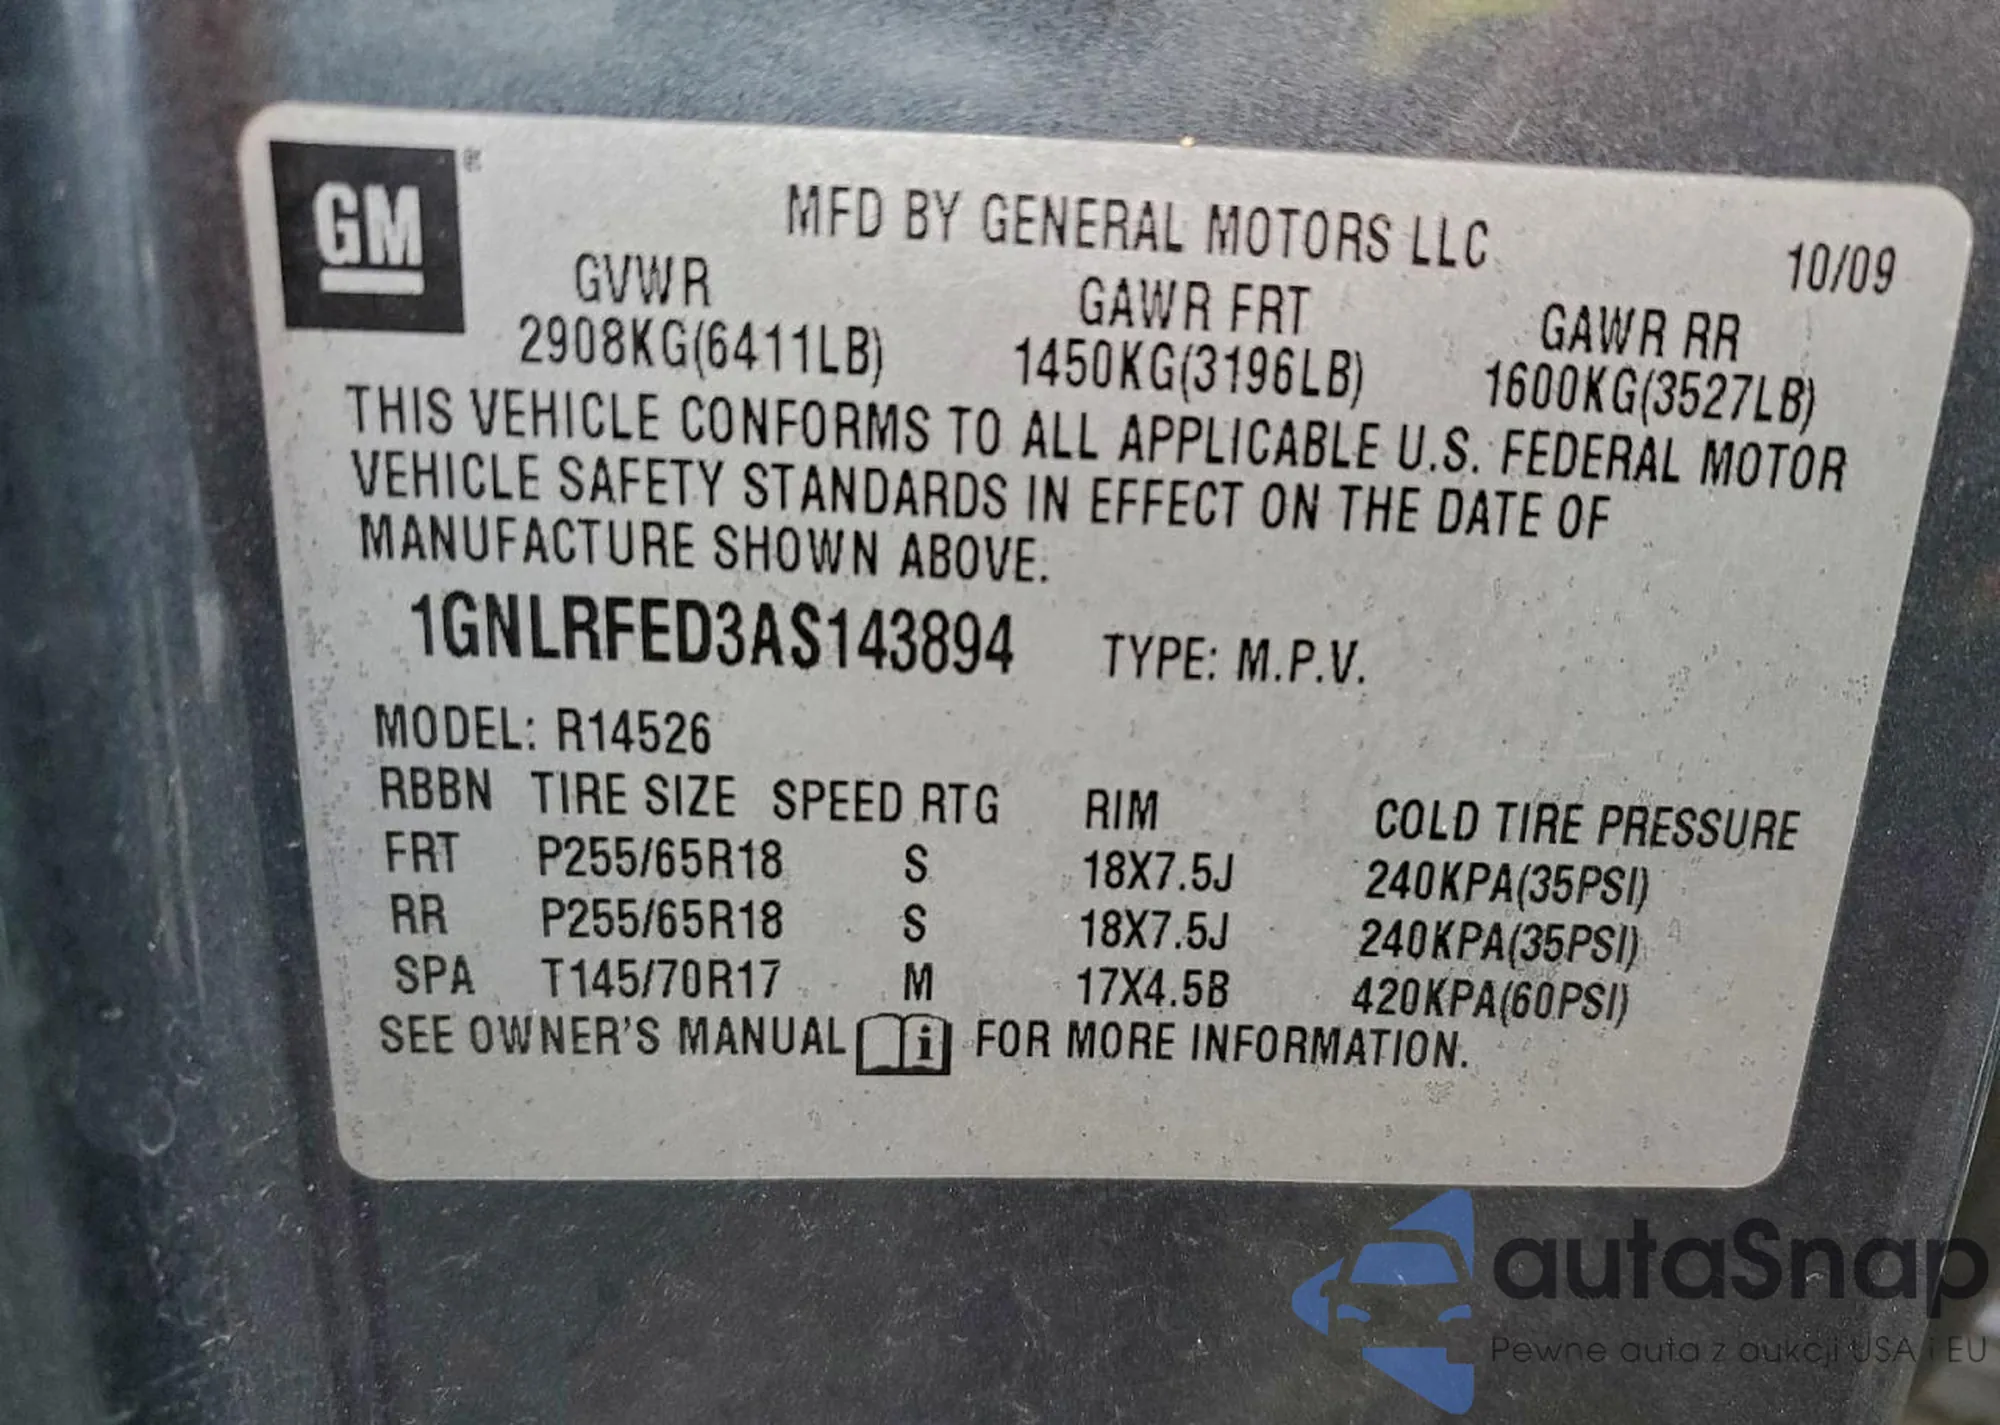 GM ®
MFD BY GENERAL MOTORS LLC 10/09
GVWR GAWR FRT GAWR RR
2908KG(6411LB) 1450KG(3196LB) 1600KG(3527LB)
THIS VEHICLE CONFORMS TO ALL APPLICABLE U.S. FEDERAL MOTOR
VEHICLE SAFETY STANDARDS IN EFFECT ON THE DATE OF
MANUFACTURE SHOWN ABOVE.
1GNLRFED3AS143894 TYPE: M.P.V.
MODEL: R14526
RBBN TIRE SIZE SPEED RTG RIM COLD TIRE PRESSURE
FRT P255/65R18 S 18X7.5J 240KPA(35PSI)
RR P255/65R18 S 18X7.5J 240KPA(35PSI)
SPA T145/70R17 M 17X4.5B 420KPA(60PSI)
SEE OWNER'S MANUAL i FOR MORE INFORMATION.
autaSnap
Pewne auta z aukcji USA i EU